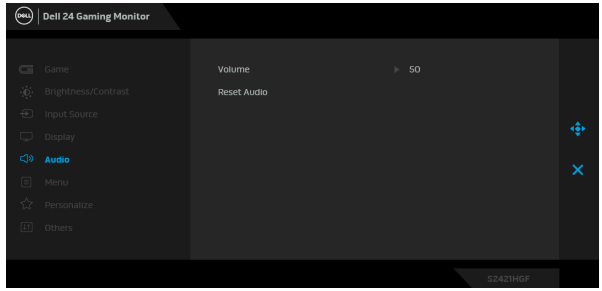 DELL Dell 24 Gaming Monitor
Game
Volume 50
Brightness/Contrast
Reset Audio
Input Source
Display
Audio
Menu
Personalize
Others
S2421HGF